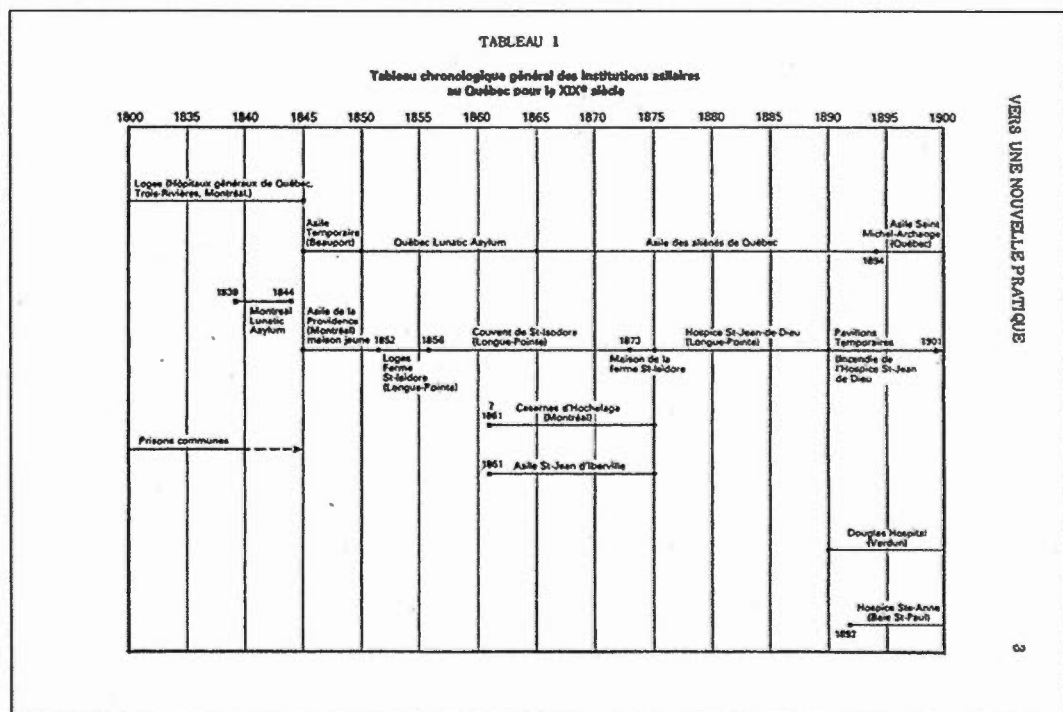 TABLEAU 1
Tableau chronologique général des institutions asilaires
au Québec pour le XIXe siècle
1800 1835 1840 1845 1850 1855 1860 1865 1870 1875 1880 1885 1890 1895 1900
Loges (Hôpitaux généraux de Québec,
Trois-Rivières, Montréal.)
Asile
Temporaire
(Beauport)
Québec Lunatic Asylum
Asile des aliénés de Québec
Asile Saint
Michel-Archange
(Québec)
1894
1839 1844
Montreal
Lunatic
Asylum
Asile de la
Providence
(Montréal)
maison jeune
1852
Loges
Ferme
St-Isidore
(Longue-Pointe)
1856
Couvent de St-Isodore
(Longue-Pointe)
1873
Maison de la
ferme St-Isidore
Hospice St-Jean-de-Dieu
(Longue-Pointe)
Pavillons
Temporaires
1901
(Incendie de
l'Hospice St-Jean
de Dieu
?
1861
Casernes d'Hochelaga
(Montréal)
Prisons communes
1861
Asile St-Jean d'Iberville
Douglas Hospital
(Verdun)
Hospice Ste-Anne
(Baie St-Paul)
1892
VERS UNE NOUVELLE PRATIQUE
3